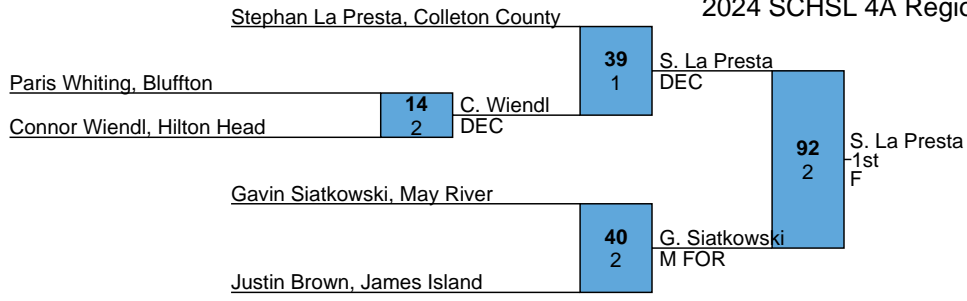 2024 SCHSL 4A Regio
Stephan La Presta, Colleton County
39
1
S. La Presta
DEC
Paris Whiting, Bluffton
14
2
C. Wiendl
DEC
Connor Wiendl, Hilton Head
92
2
S. La Presta
1st
F
Gavin Siatkowski, May River
40
2
G. Siatkowski
M FOR
Justin Brown, James Island